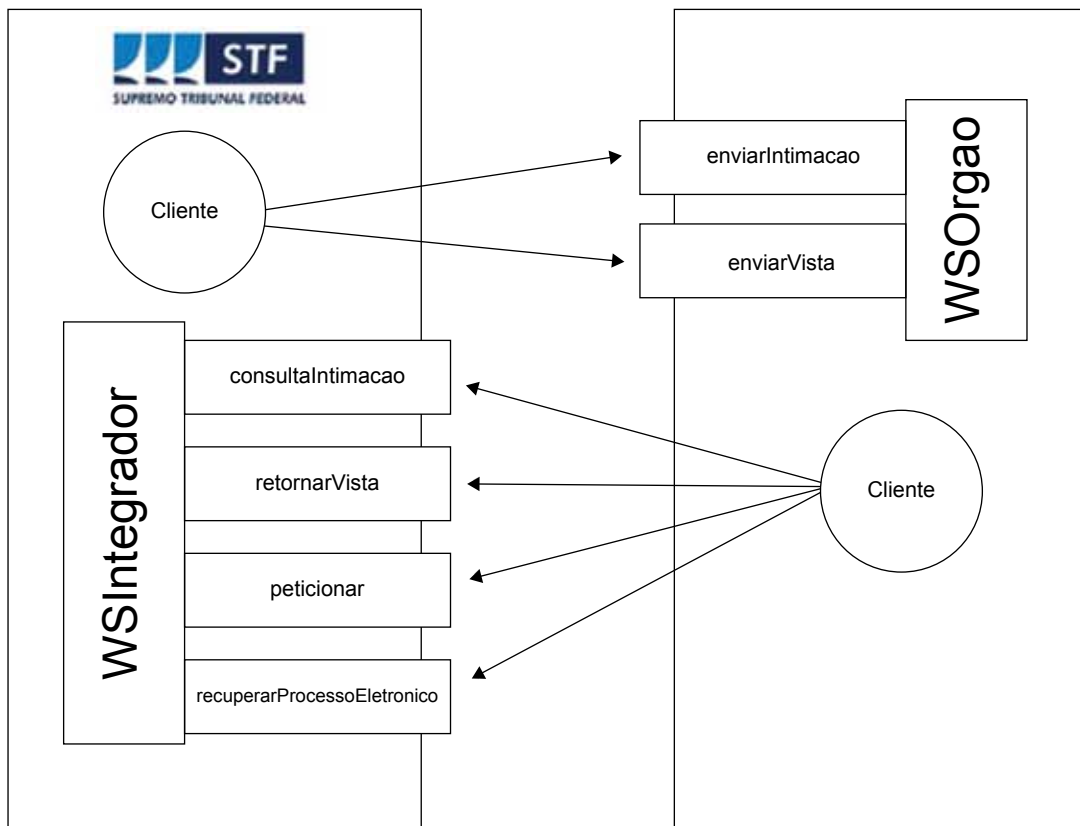 STF
SUPREMO TRIBUNAL FEDERAL
Cliente
enviarIntimacao
enviarVista
WSOrgao
WSIntegrador
consultaIntimacao
retornarVista
peticionar
recuperarProcessoEletronico
Cliente